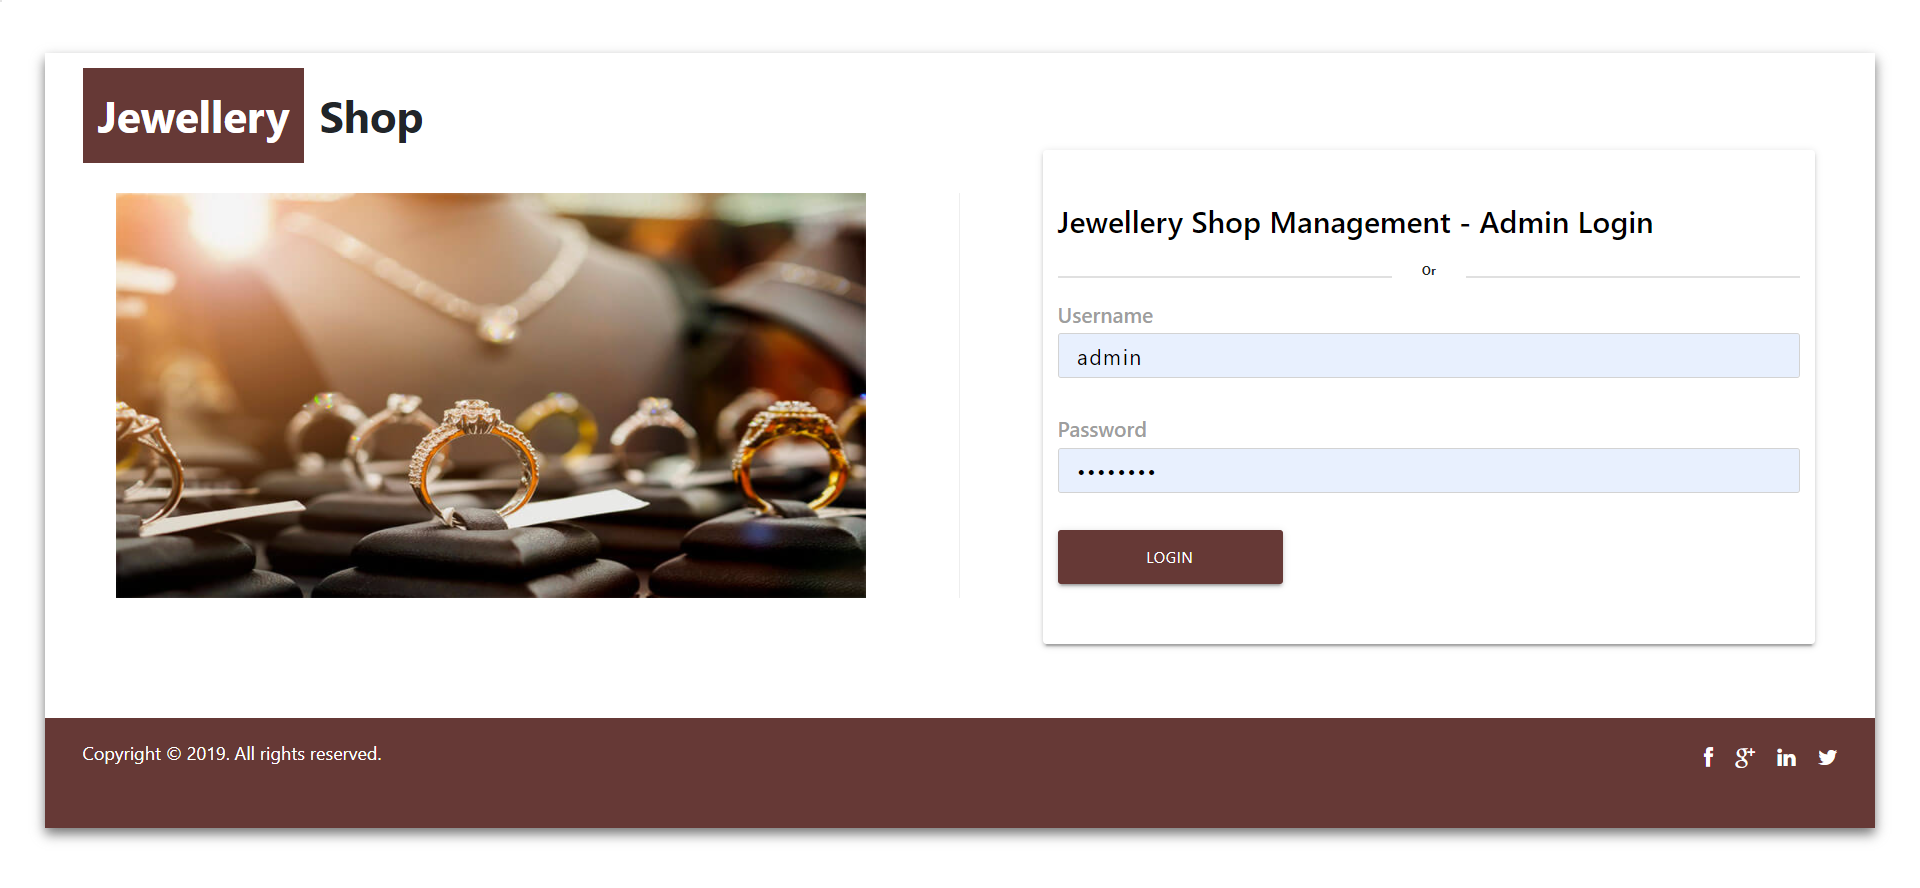 Jewellery Shop
Jewellery Shop Management - Admin Login
Or
Username
admin
Password
••••••••
LOGIN
Copyright © 2019. All rights reserved.